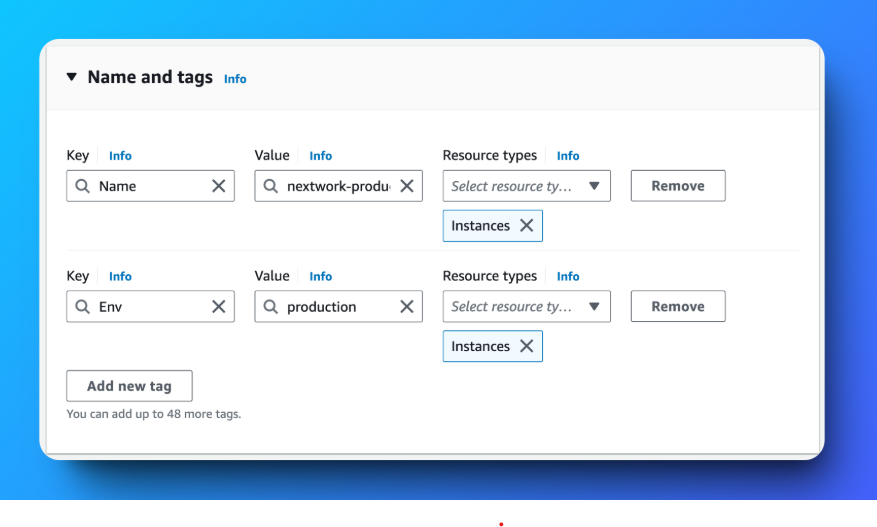 Name and tags Info
Key Info Value Info Resource types Info
Name nextwork-produ Select resource ty... Remove
Instances
Key Info Value Info Resource types Info
Env production Select resource ty... Remove
Instances
Add new tag
You can add up to 48 more tags.